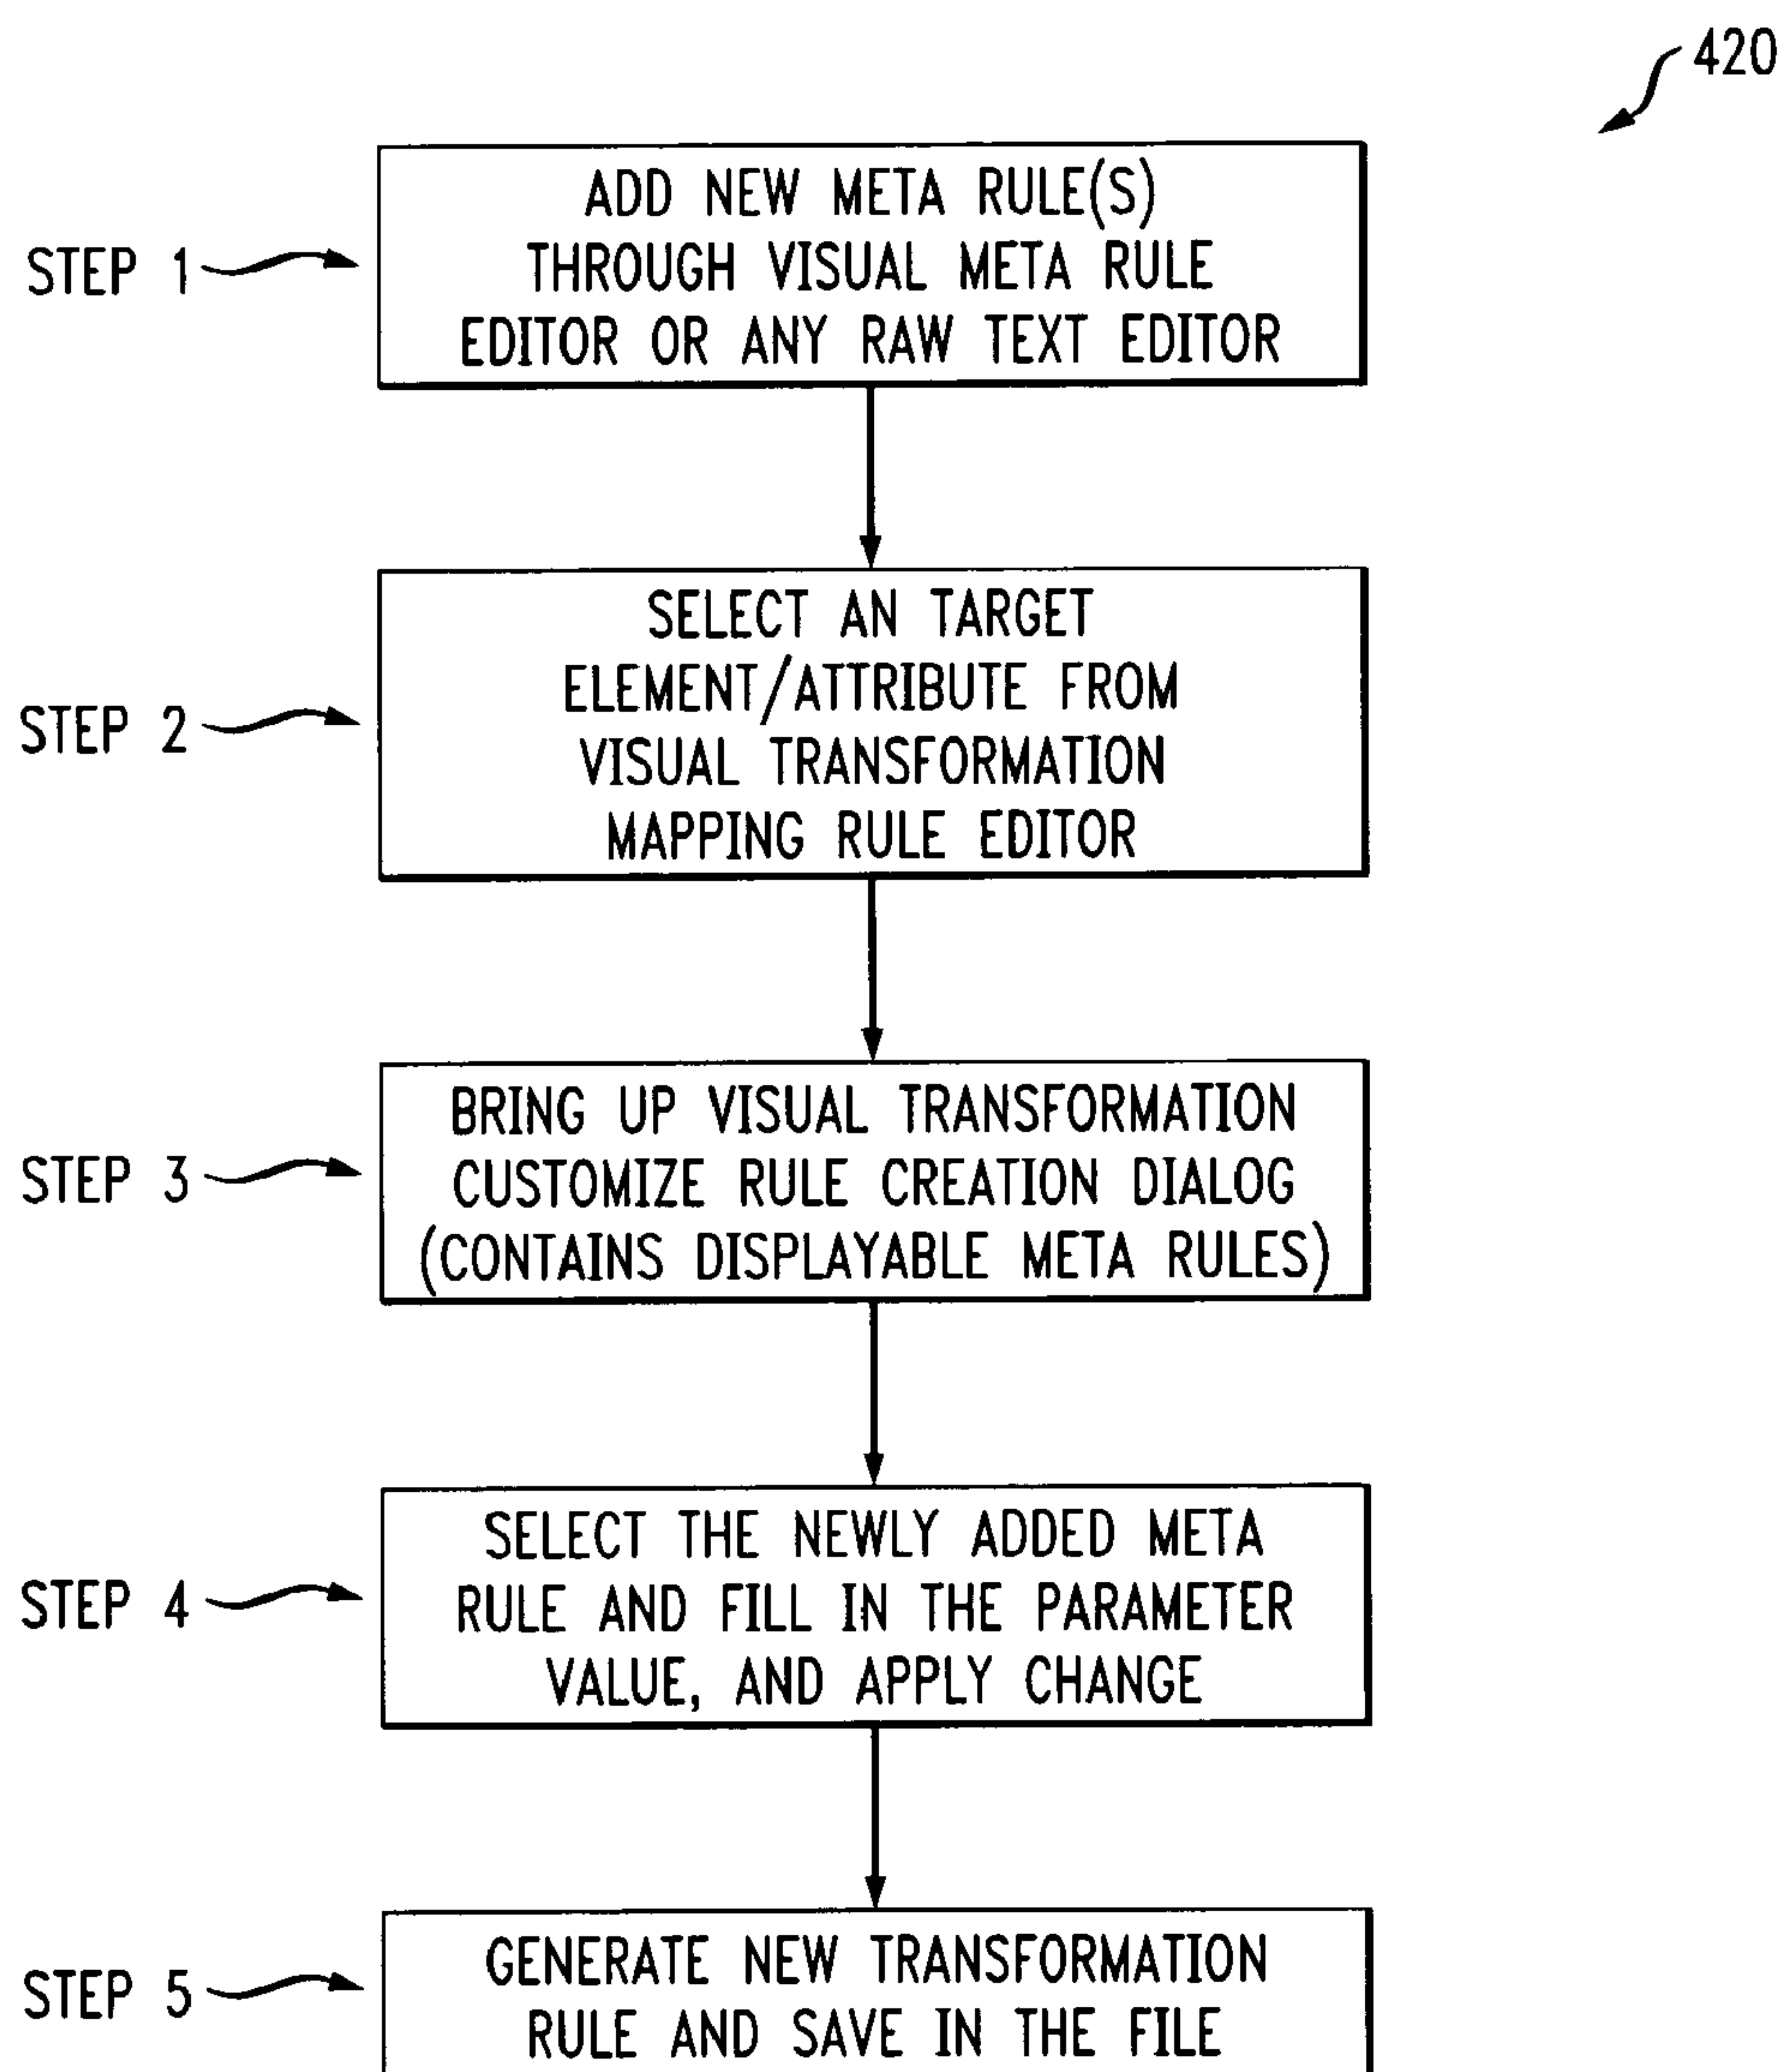 420
STEP 1
ADD NEW META RULE(S)
THROUGH VISUAL META RULE
EDITOR OR ANY RAW TEXT EDITOR
STEP 2
SELECT AN TARGET
ELEMENT/ATTRIBUTE FROM
VISUAL TRANSFORMATION
MAPPING RULE EDITOR
STEP 3
BRING UP VISUAL TRANSFORMATION
CUSTOMIZE RULE CREATION DIALOG
(CONTAINS DISPLAYABLE META RULES)
STEP 4
SELECT THE NEWLY ADDED META
RULE AND FILL IN THE PARAMETER
VALUE, AND APPLY CHANGE
STEP 5
GENERATE NEW TRANSFORMATION
RULE AND SAVE IN THE FILE